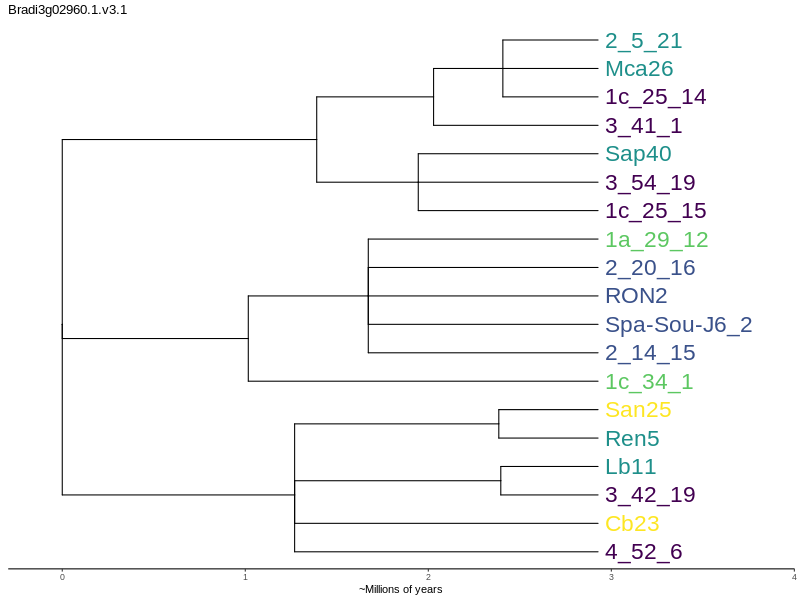 Bradi3g02960.1.v3.1
2_5_21
Mca26
1c_25_14
3_41_1
Sap40
3_54_19
1c_25_15
1a_29_12
2_20_16
RON2
Spa-Sou-J6_2
2_14_15
1c_34_1
San25
Ren5
Lb11
3_42_19
Cb23
4_52_6
0 1 2 3 4
~Millions of years